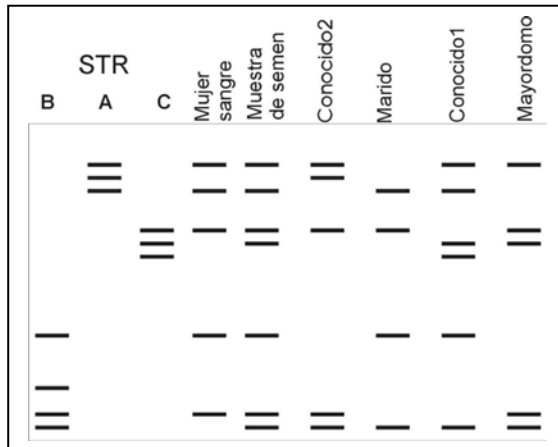 STR
B A C
Mujer
sangre
Muestra
de semen
Conocido2
Marido
Conocido1
Mayordomo